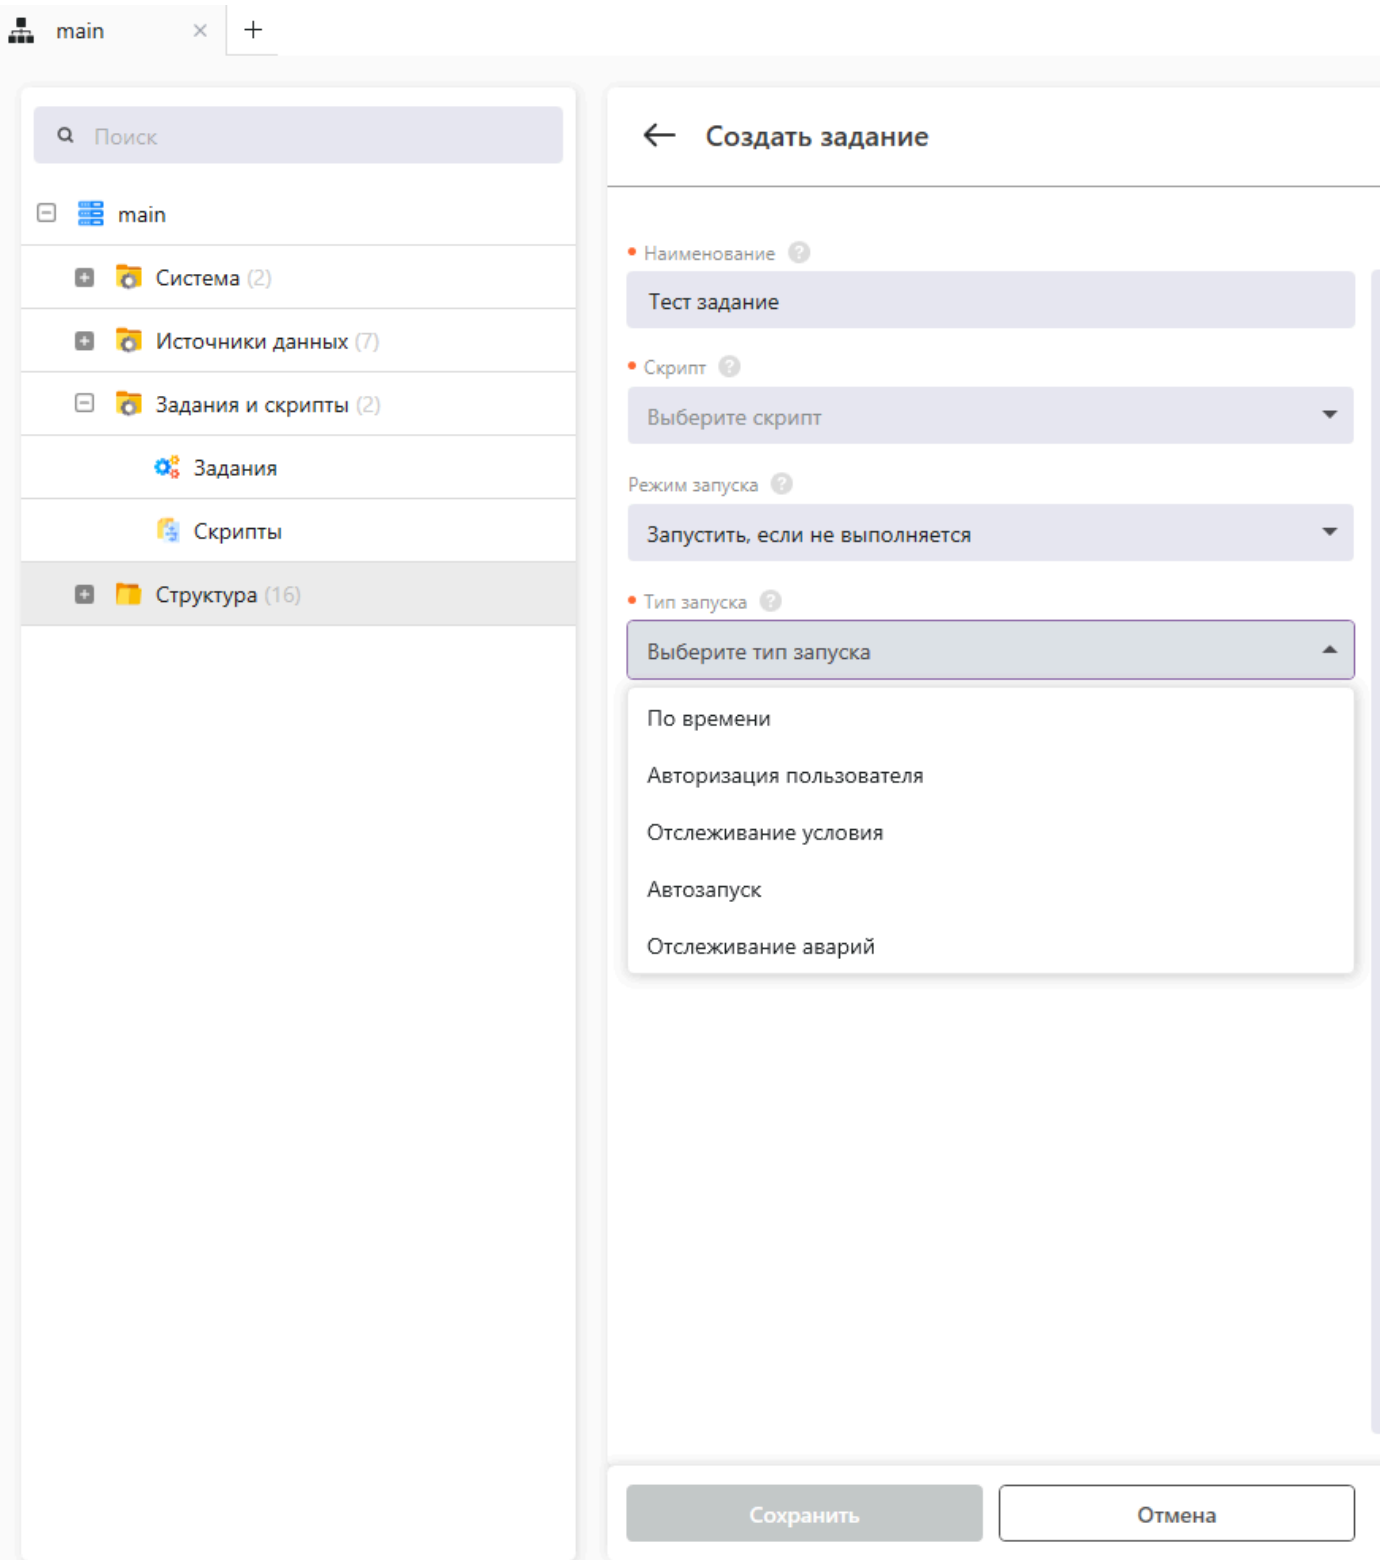 main
Поиск
main
Система (2)
Источники данных (7)
Задания и скрипты (2)
Задания
Скрипты
Структура (16)
Создать задание
Наименование
Тест задание
Скрипт
Выберите скрипт
Режим запуска
Запустить, если не выполняется
Тип запуска
Выберите тип запуска
По времени
Авторизация пользователя
Отслеживание условия
Автозапуск
Отслеживание аварий
Сохранить
Отмена